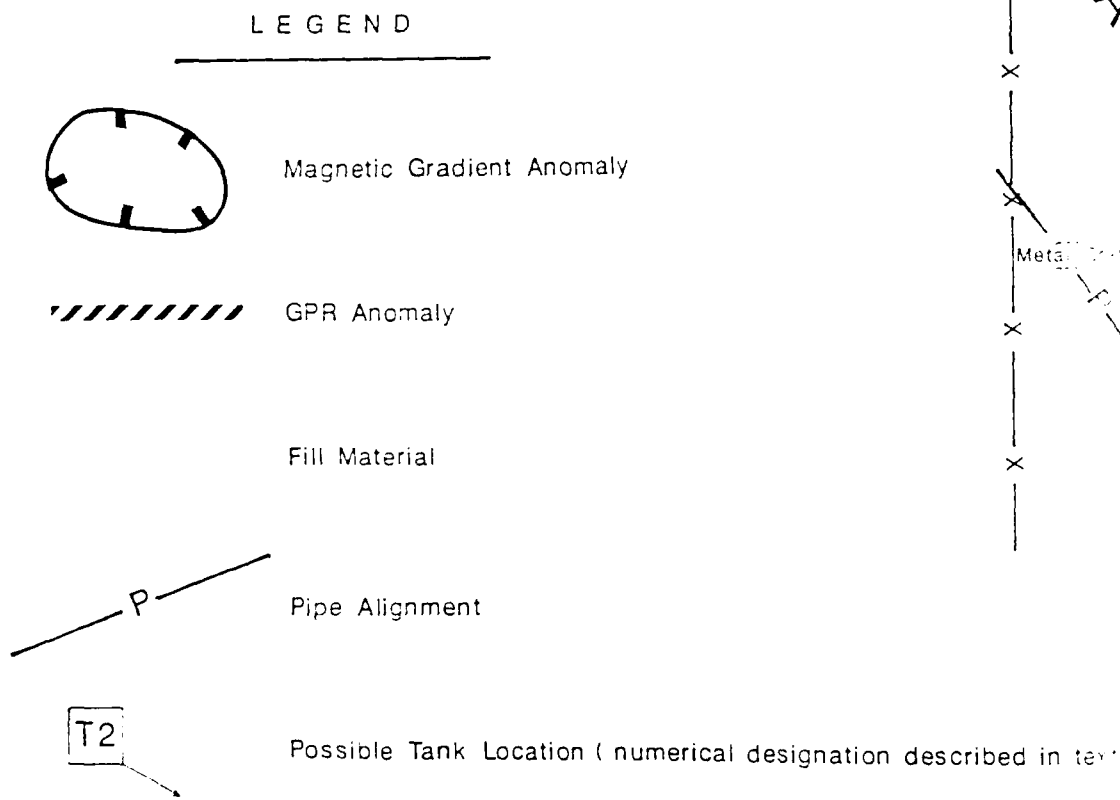 LEGEND
Magnetic Gradient Anomaly
GPR Anomaly
Fill Material
P
Pipe Alignment
T2
Possible Tank Location ( numerical designation described in
X
X
X
X